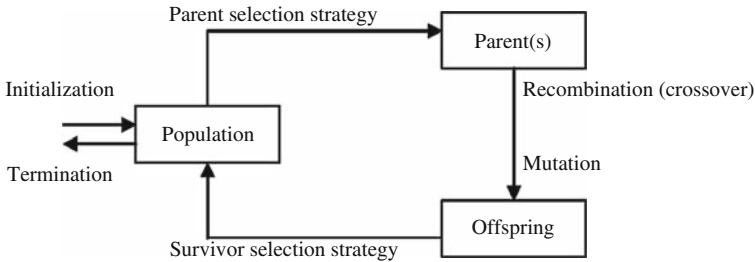 Parent selection strategy
Parent(s)
Initialization
Recombination (crossover)
Population
Mutation
Termination
Offspring
Survivor selection strategy